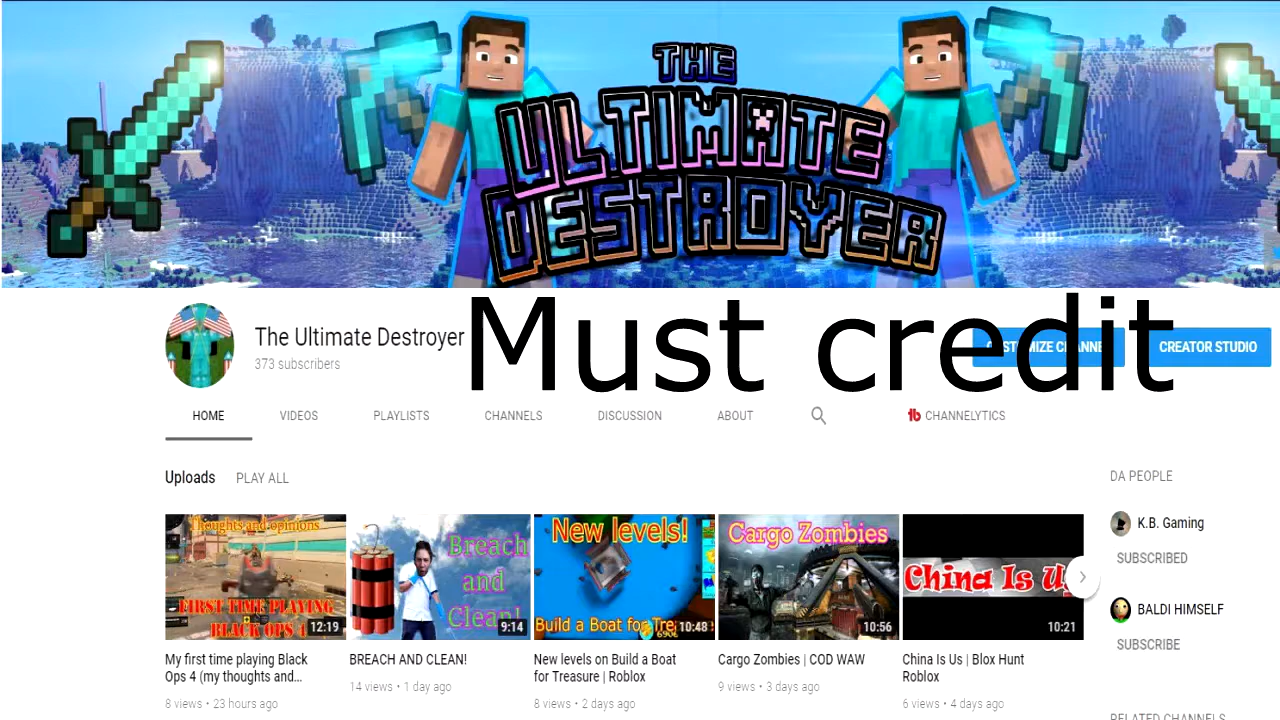 THE
ULTIMATE
DESTROYER
The Ultimate Destroyer
373 subscribers
Must credit
CUSTOMIZE CHANNEL
CREATOR STUDIO
HOME VIDEOS PLAYLISTS CHANNELS DISCUSSION ABOUT CHANNELYTICS
Uploads PLAY ALL
Thoughts and opinions
FIRST TIME PLAYING
BLACK OPS 4
12:19
Breach
and
Clean!
9:14
New levels!
Build a Boat for Tre
10:48
Cargo Zombies
10:56
China Is Us
10:21
My first time playing Black
Ops 4 (my thoughts and...
8 views • 23 hours ago
BREACH AND CLEAN!
14 views • 1 day ago
New levels on Build a Boat
for Treasure | Roblox
8 views • 2 days ago
Cargo Zombies | COD WAW
9 views • 3 days ago
China Is Us | Blox Hunt
Roblox
6 views • 4 days ago
DA PEOPLE
K.B. Gaming
SUBSCRIBED
BALDI HIMSELF
SUBSCRIBE
RELATED CHANNELS